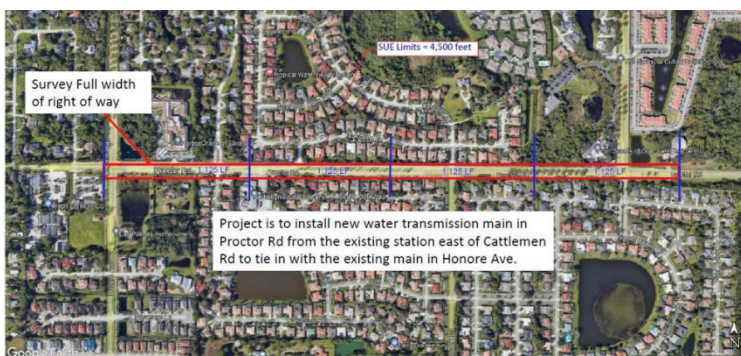 SUE Limits = 4,500 feet
Survey Full width
of right of way
1,125 LF
1,125 LF
1,125 LF
1,125 LF
Project is to install new water transmission main in
Proctor Rd from the existing station east of Cattlemen
Rd to tie in with the existing main in Honore Ave.
Google Earth
N